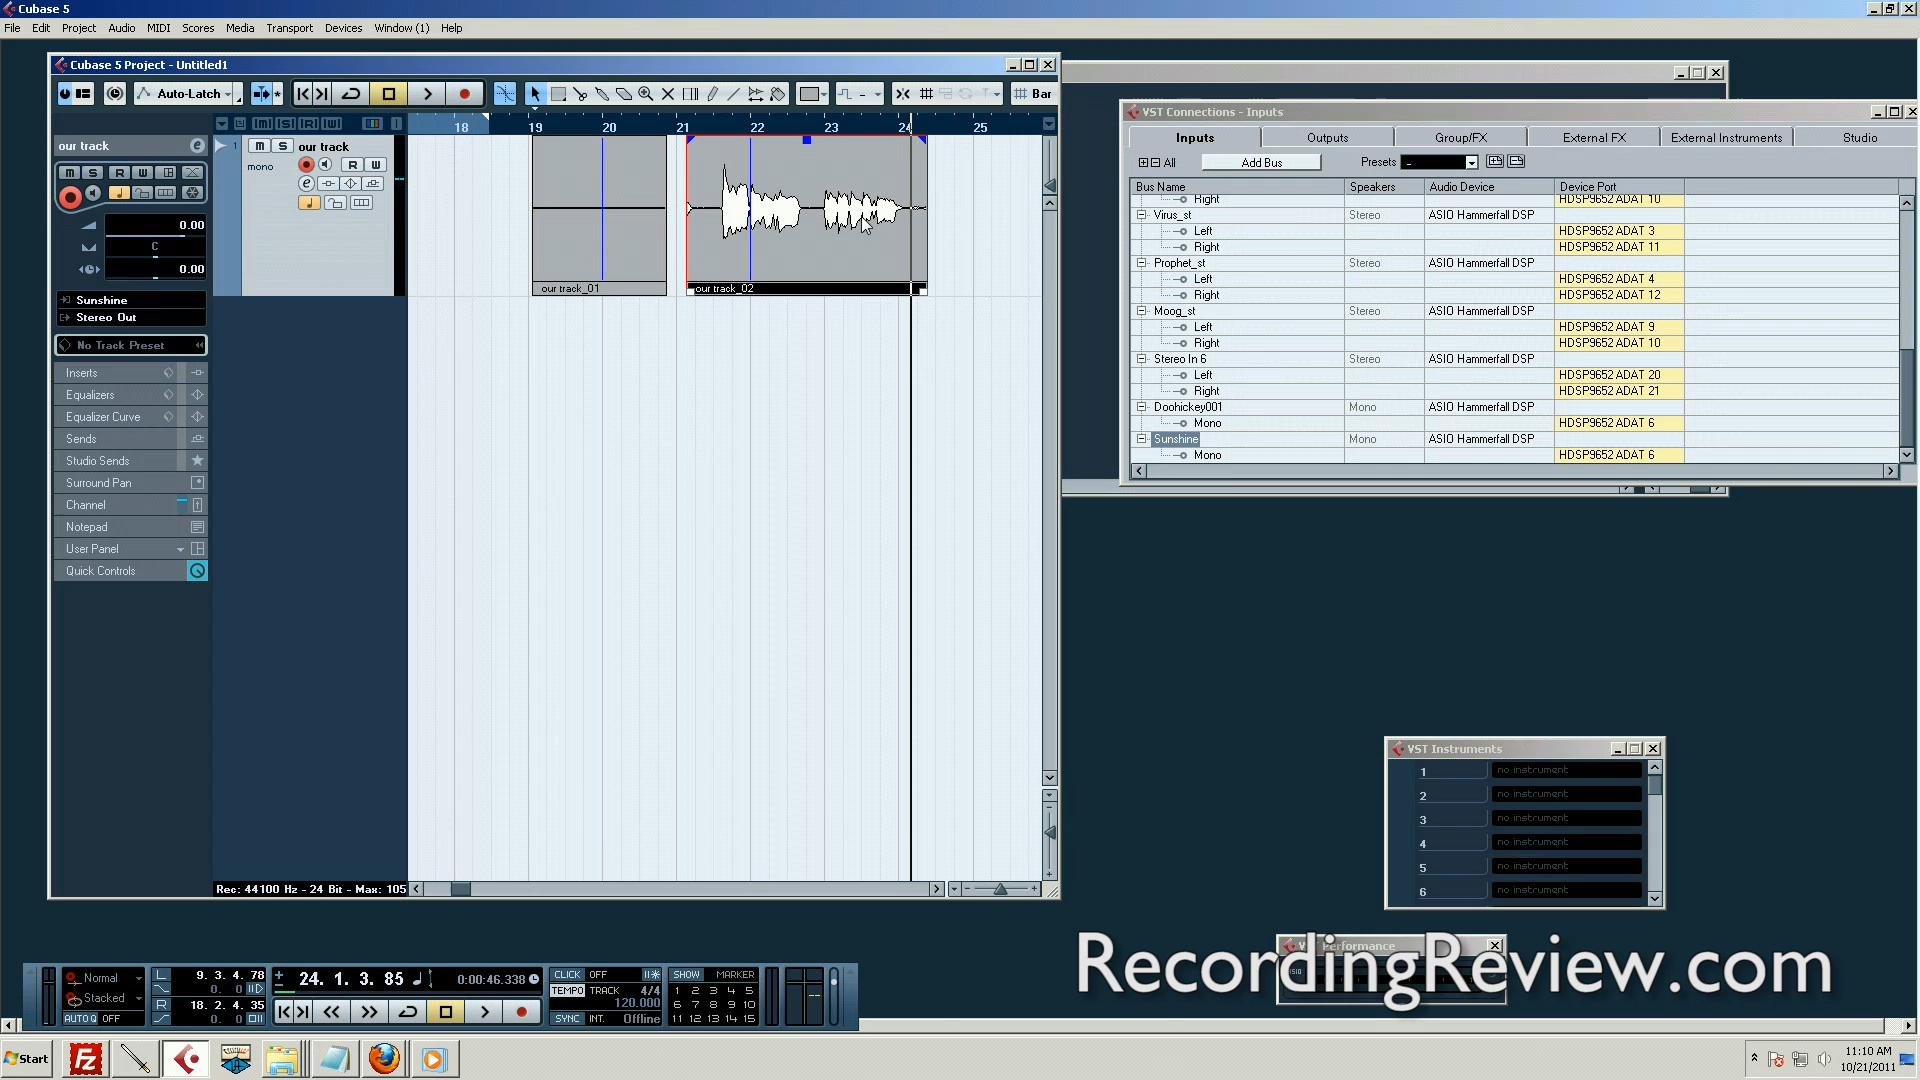 Cubase 5
File Edit Project Audio MIDI Scores Media Transport Devices Window (1) Help
Cubase 5 Project - Untitled1
Auto-Latch
Bar
18 19 20 21 22 23 24 25
our track
M S R W
0.00
C
0.00
Sunshine
Stereo Out
No Track Preset
Inserts
Equalizers
Equalizer Curve
Sends
Studio Sends
Surround Pan
Channel
Notepad
User Panel
Quick Controls
1 M S our track
mono R W
our track_01
our track_02
Rec: 44100 Hz - 24 Bit - Max: 105
VST Connections - Inputs
Inputs Outputs Group/FX External FX External Instruments Studio
All Add Bus Presets -
Bus Name Speakers Audio Device Device Port
Right HDSP9652 ADAT 10
Virus_st Stereo ASIO Hammerfall DSP
Left HDSP9652 ADAT 3
Right HDSP9652 ADAT 11
Prophet_st Stereo ASIO Hammerfall DSP
Left HDSP9652 ADAT 4
Right HDSP9652 ADAT 12
Moog_st Stereo ASIO Hammerfall DSP
Left HDSP9652 ADAT 9
Right HDSP9652 ADAT 10
Stereo In 6 Stereo ASIO Hammerfall DSP
Left HDSP9652 ADAT 20
Right HDSP9652 ADAT 21
Doohickey001 Mono ASIO Hammerfall DSP
Mono HDSP9652 ADAT 6
Sunshine Mono ASIO Hammerfall DSP
Mono HDSP9652 ADAT 6
VST Instruments
1 no instrument
2 no instrument
3 no instrument
4 no instrument
5 no instrument
6 no instrument
Performance
RecordingReview.com
Normal
Stacked
AUTO Q OFF
L 9. 3. 4. 78
0. 0
R 18. 2. 4. 35
0. 0
24. 1. 3. 85 0:00:46.338
CLICK OFF
TEMPO TRACK 4/4
120.000
SYNC INT. Offline
SHOW MARKER
1 2 3 4 5
6 7 8 9 10
11 12 13 14 15
Start
11:10 AM
10/21/2011